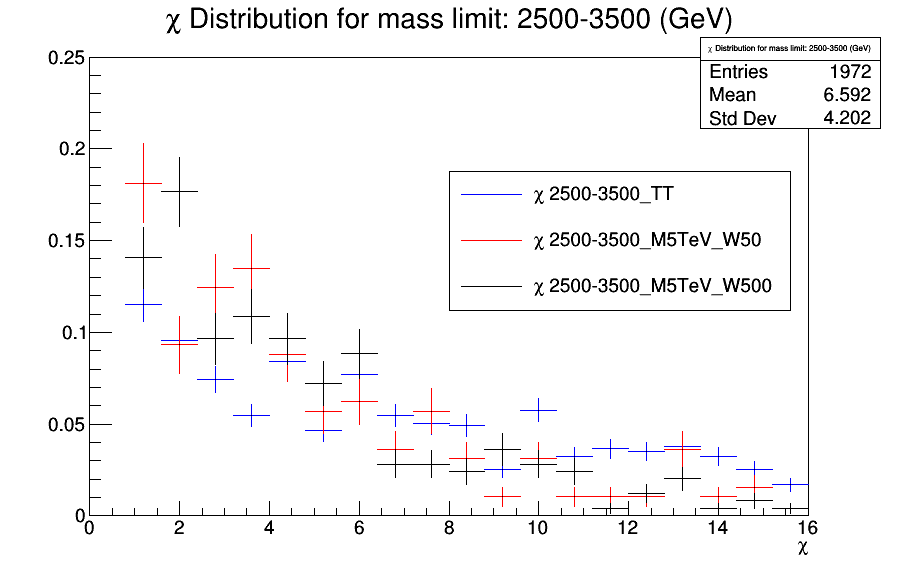 χ Distribution for mass limit: 2500-3500 (GeV)
χ Distribution for mass limit: 2500-3500 (GeV)
Entries 1972
Mean 6.592
Std Dev 4.202
χ 2500-3500_TT
χ 2500-3500_M5TeV_W50
χ 2500-3500_M5TeV_W500
0.25
0.2
0.15
0.1
0.05
0
0 2 4 6 8 10 12 14 16
χ